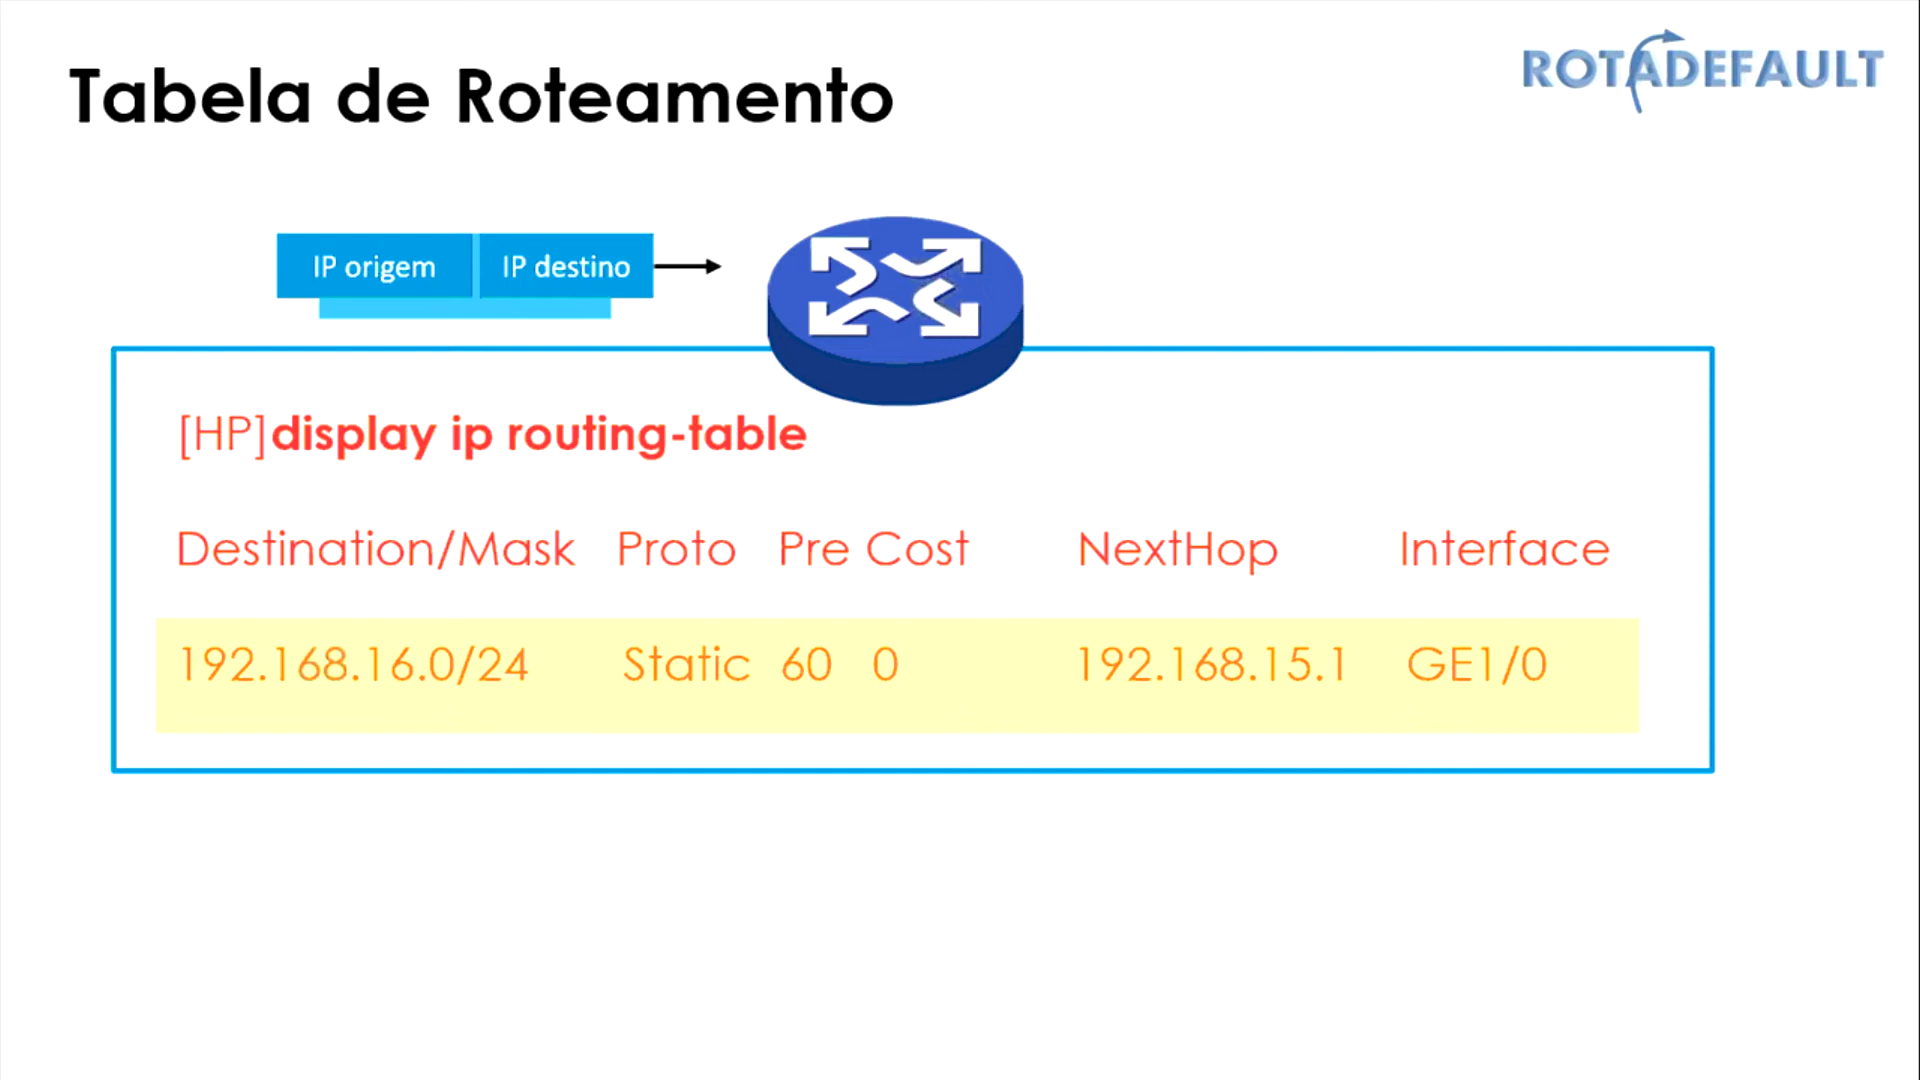 Tabela de Roteamento
ROTADEFAULT
IP origem IP destino
[HP]display ip routing-table
Destination/Mask Proto Pre Cost NextHop Interface
192.168.16.0/24 Static 60 0 192.168.15.1 GE1/0